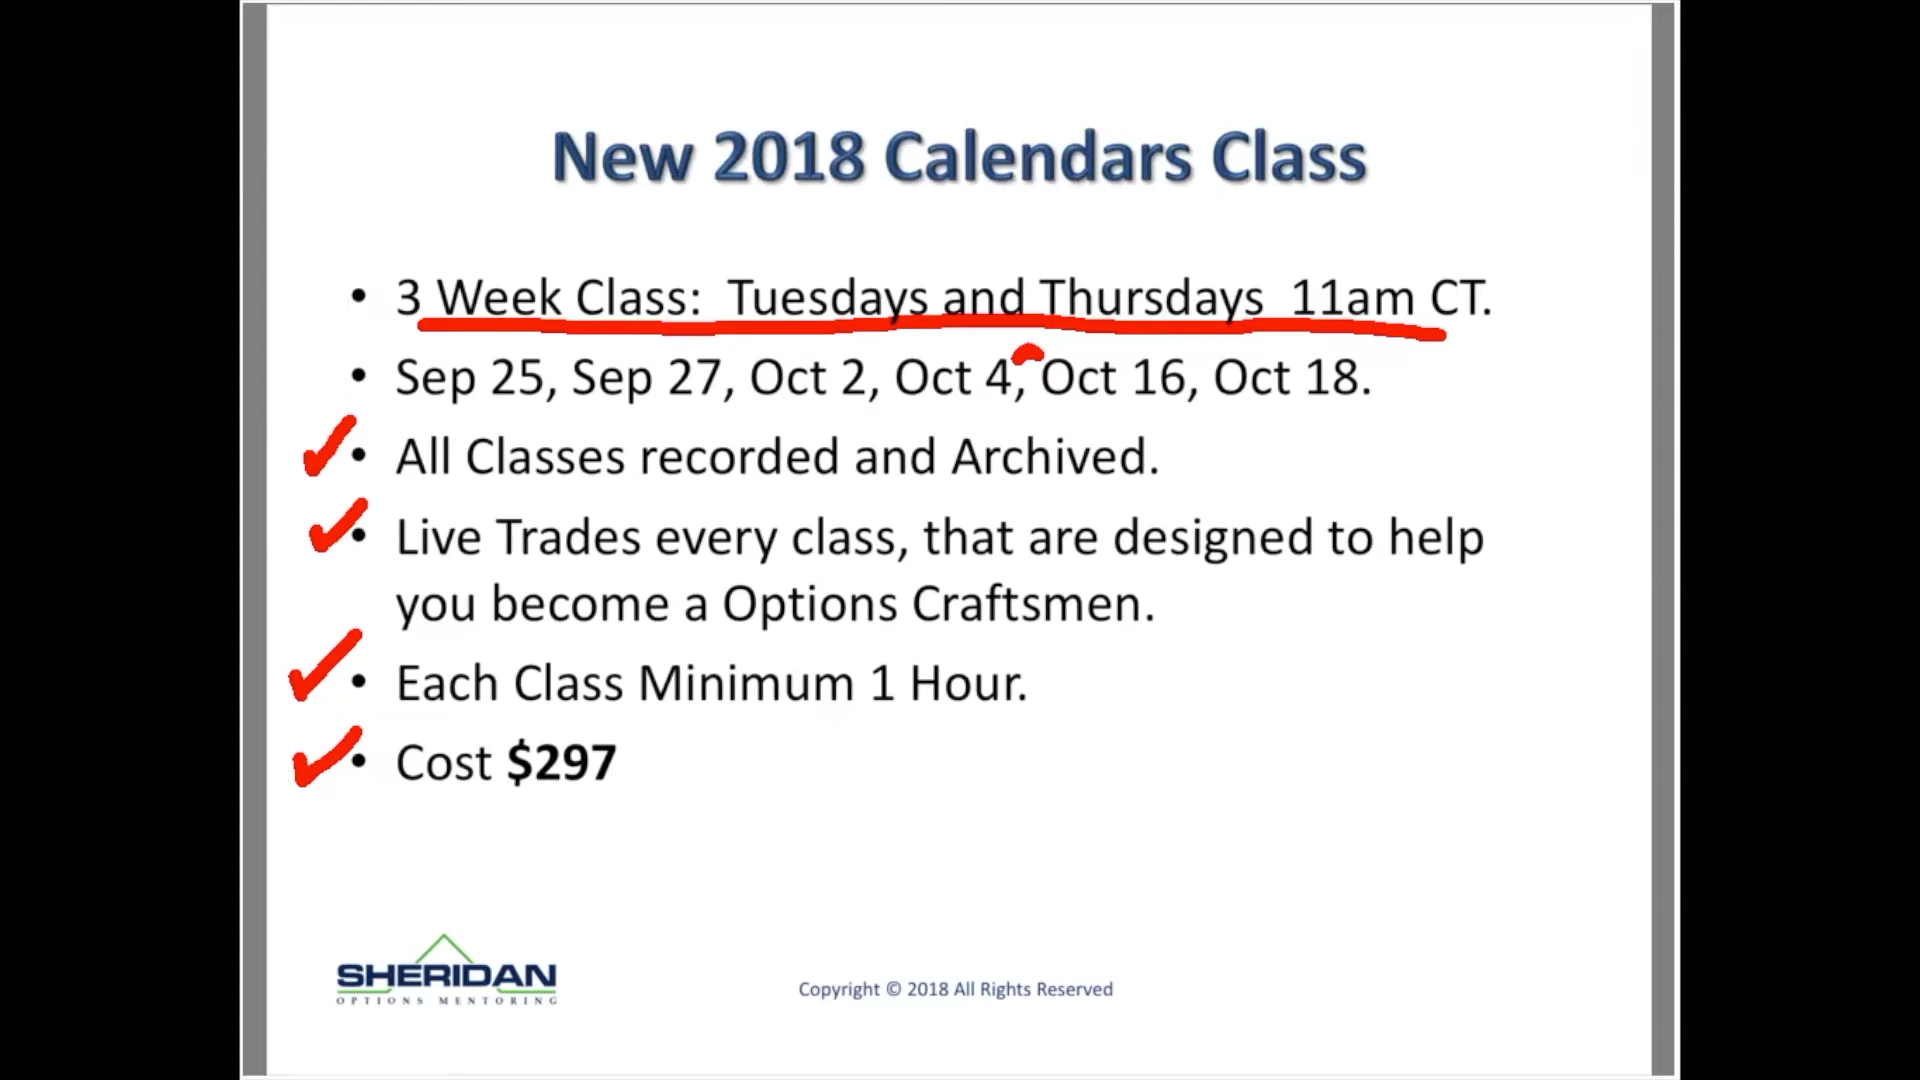 New 2018 Calendars Class
• 3 Week Class:  Tuesdays and Thursdays  11am CT.
• Sep 25, Sep 27, Oct 2, Oct 4, Oct 16, Oct 18.
• All Classes recorded and Archived.
• Live Trades every class, that are designed to help
you become a Options Craftsmen.
• Each Class Minimum 1 Hour.
• Cost $297
SHERIDAN
OPTIONS MENTORING
Copyright © 2018 All Rights Reserved